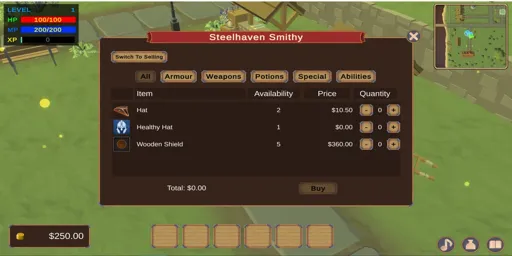 LEVEL 1
HP 100/100
MP 200/200
XP 0
Steelhaven Smithy
Switch To Selling
All Armour Weapons Potions Special Abilities
Item Availability Price Quantity
Hat 2 $10.50 - 0 +
Healthy Hat 1 $0.00 - 0 +
Wooden Shield 5 $360.00 - 0 +
Total: $0.00 Buy
$250.00